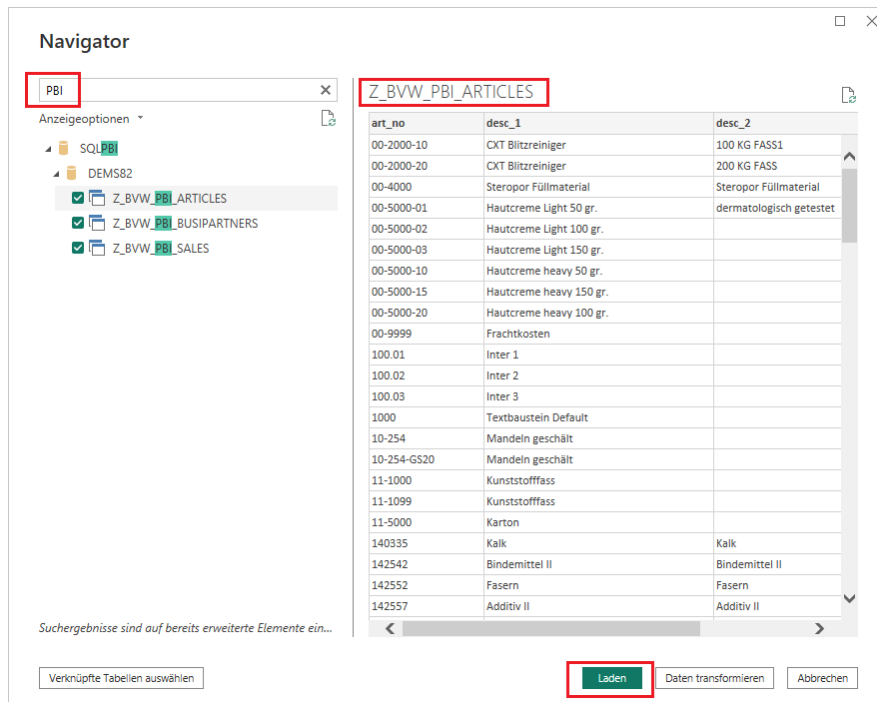 Navigator
PBI
Anzeigeoptionen
SQLPBI
DEMS82
Z_BVW_PBI_ARTICLES
Z_BVW_PBI_BUSIPARTNERS
Z_BVW_PBI_SALES
Suchergebnisse sind auf bereits erweiterte Elemente ein...
Z_BVW_PBI_ARTICLES
art_no desc_1 desc_2
00-2000-10 CXT Blitzreiniger 100 KG FASS1
00-2000-20 CXT Blitzreiniger 200 KG FASS
00-4000 Steropor Füllmaterial Steropor Füllmaterial
00-5000-01 Hautcreme Light 50 gr. dermatologisch getestet
00-5000-02 Hautcreme Light 100 gr.
00-5000-03 Hautcreme Light 150 gr.
00-5000-10 Hautcreme heavy 50 gr.
00-5000-15 Hautcreme heavy 150 gr.
00-5000-20 Hautcreme heavy 100 gr.
00-9999 Frachtkosten
100.01 Inter 1
100.02 Inter 2
100.03 Inter 3
1000 Textbaustein Default
10-254 Mandeln geschält
10-254-GS20 Mandeln geschält
11-1000 Kunststofffass
11-1099 Kunststofffass
11-5000 Karton
140335 Kalk Kalk
142542 Bindemittel II Bindemittel II
142552 Fasern Fasern
142557 Additiv II Additiv II
Verknüpfte Tabellen auswählen
Laden
Daten transformieren
Abbrechen